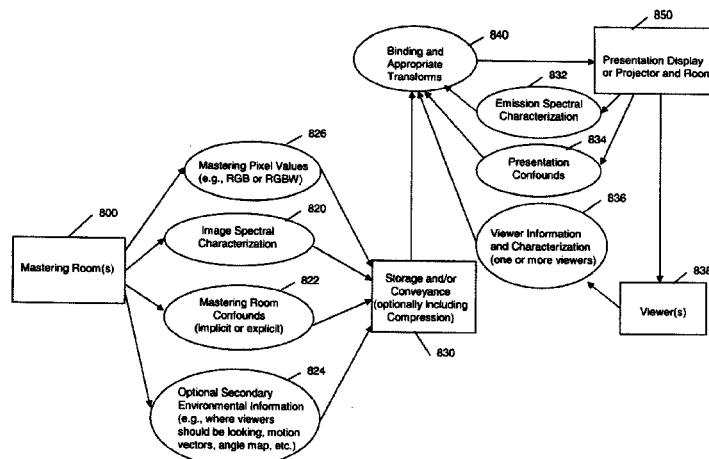 850
840
Binding and
Appropriate
Transforms
Presentation Display
or Projector and Room
832
Emission Spectral
Characterization
834
Presentation
Confounds
826
Mastering Pixel Values
(e.g., RGB or RGBW)
836
800
820
Image Spectral
Characterization
Viewer Information
and Characterization
(one or more viewers)
Mastering Room(s)
838
822
Mastering Room
Confounds
(implicit or explicit)
Storage and/or
Conveyance
(optionally including
Compression)
Viewer(s)
830
824
Optional Secondary
Environmental Information
(e.g., where viewers
should be looking, motion
vectors, angle map, etc.)